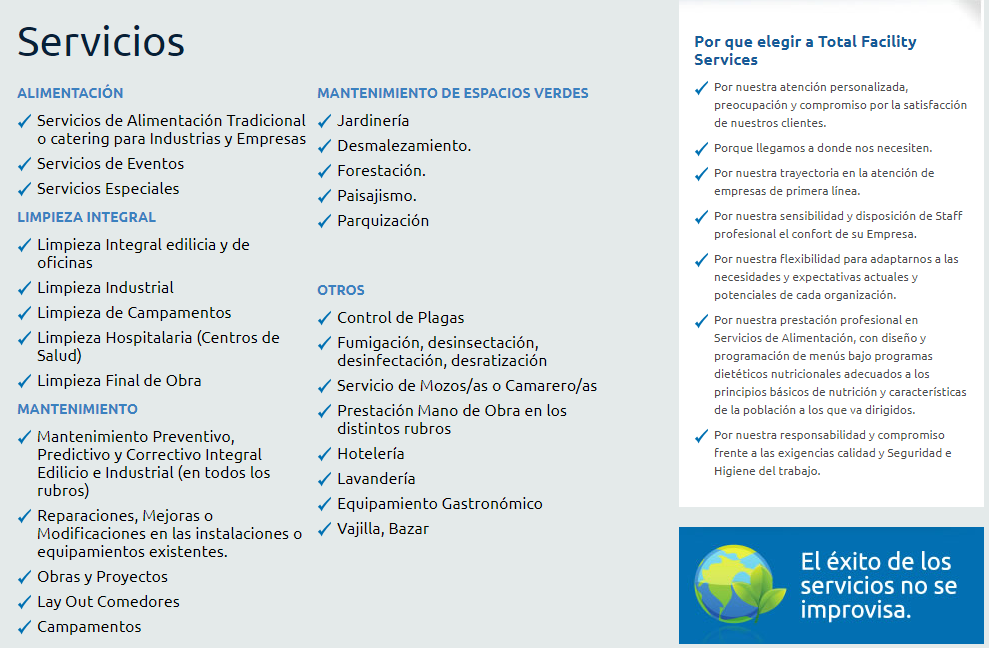 Servicios
ALIMENTACIÓN
Servicios de Alimentación Tradicional
o catering para Industrias y Empresas
Servicios de Eventos
Servicios Especiales
LIMPIEZA INTEGRAL
Limpieza Integral edilicia y de
oficinas
Limpieza Industrial
Limpieza de Campamentos
Limpieza Hospitalaria (Centros de
Salud)
Limpieza Final de Obra
MANTENIMIENTO
Mantenimiento Preventivo,
Predictivo y Correctivo Integral
Edilicio e Industrial (en todos los
rubros)
Reparaciones, Mejoras o
Modificaciones en las instalaciones o
equipamientos existentes.
Obras y Proyectos
Lay Out Comedores
Campamentos
MANTENIMIENTO DE ESPACIOS VERDES
Jardinería
Desmalezamiento.
Forestación.
Paisajismo.
Parquización
OTROS
Control de Plagas
Fumigación, desinsectación,
desinfectación, desratización
Servicio de Mozos/as o Camarero/as
Prestación Mano de Obra en los
distintos rubros
Hotelería
Lavandería
Equipamiento Gastronómico
Vajilla, Bazar
Por que elegir a Total Facility
Services
Por nuestra atención personalizada,
preocupación y compromiso por la satisfacción
de nuestros clientes.
Porque llegamos a donde nos necesiten.
Por nuestra trayectoria en la atención de
empresas de primera línea.
Por nuestra sensibilidad y disposición de Staff
profesional el confort de su Empresa.
Por nuestra flexibilidad para adaptarnos a las
necesidades y expectativas actuales y
potenciales de cada organización.
Por nuestra prestación profesional en
Servicios de Alimentación, con diseño y
programación de menús bajo programas
dietéticos nutricionales adecuados a los
principios básicos de nutrición y características
de la población a los que va dirigidos.
Por nuestra responsabilidad y compromiso
frente a las exigencias calidad y Seguridad e
Higiene del trabajo.
El éxito de los
servicios no se
improvisa.